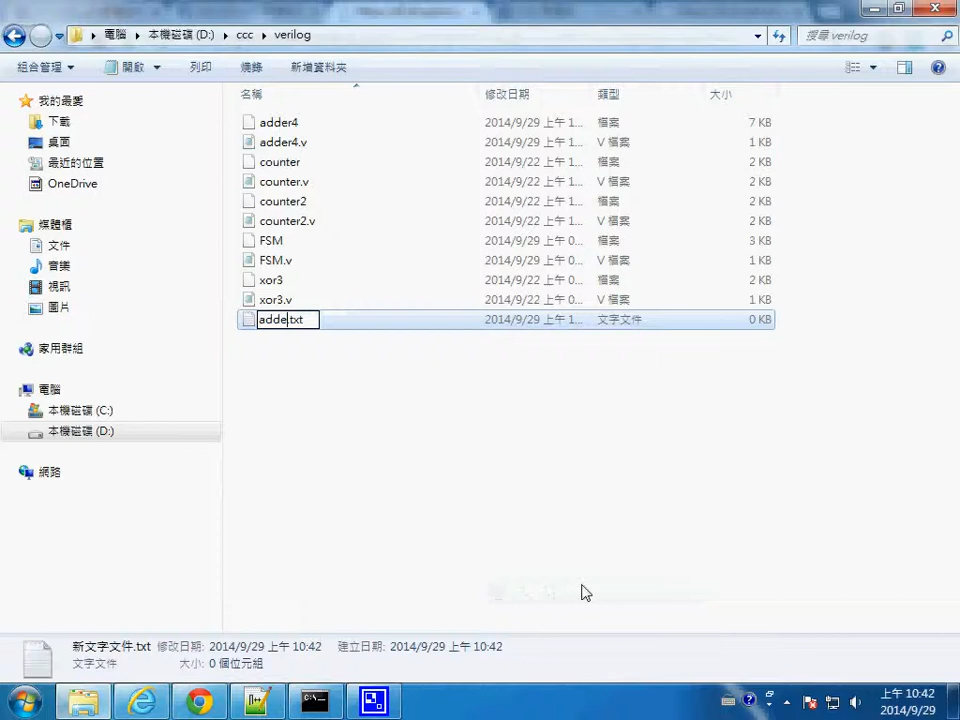 電腦 本機磁碟 (D:) ccc verilog 搜尋 verilog
組合管理 開啟 列印 燒錄 新增資料夾
名稱 修改日期 類型 大小
我的最愛
下載
桌面
最近的位置
OneDrive
媒體櫃
文件
音樂
視訊
圖片
家用群組
電腦
本機磁碟 (C:)
本機磁碟 (D:)
網路
adder4 2014/9/29 上午 1... 檔案 7 KB
adder4.v 2014/9/29 上午 1... V 檔案 1 KB
counter 2014/9/22 上午 1... 檔案 2 KB
counter.v 2014/9/22 上午 1... V 檔案 2 KB
counter2 2014/9/22 上午 1... 檔案 2 KB
counter2.v 2014/9/22 上午 1... V 檔案 2 KB
FSM 2014/9/29 上午 0... 檔案 3 KB
FSM.v 2014/9/29 上午 0... V 檔案 1 KB
xor3 2014/9/22 上午 1... 檔案 2 KB
xor3.v 2014/9/22 上午 1... V 檔案 1 KB
adde.txt 2014/9/29 上午 1... 文字文件 0 KB
新文字文件.txt 修改日期: 2014/9/29 上午 10:42 建立日期: 2014/9/29 上午 10:42
文字文件 大小: 0 個位元組
上午 10:42
2014/9/29